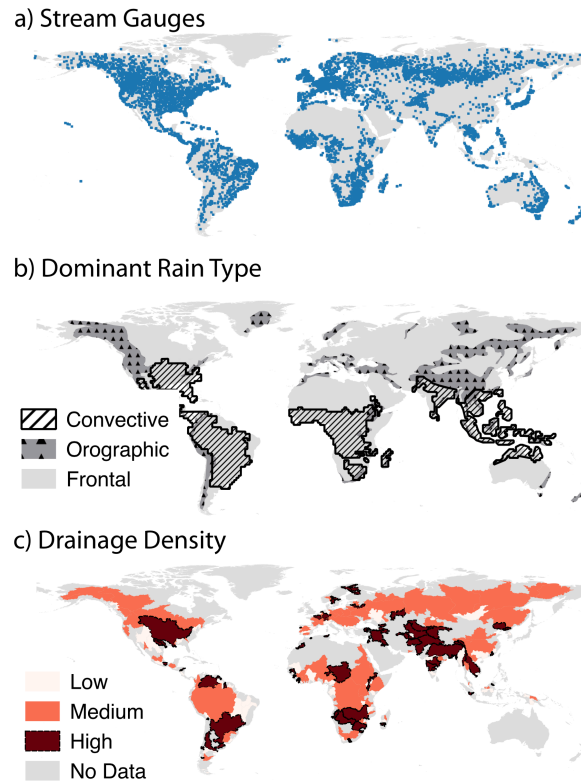 a) Stream Gauges
b) Dominant Rain Type
Convective
Orographic
Frontal
c) Drainage Density
Low
Medium
High
No Data